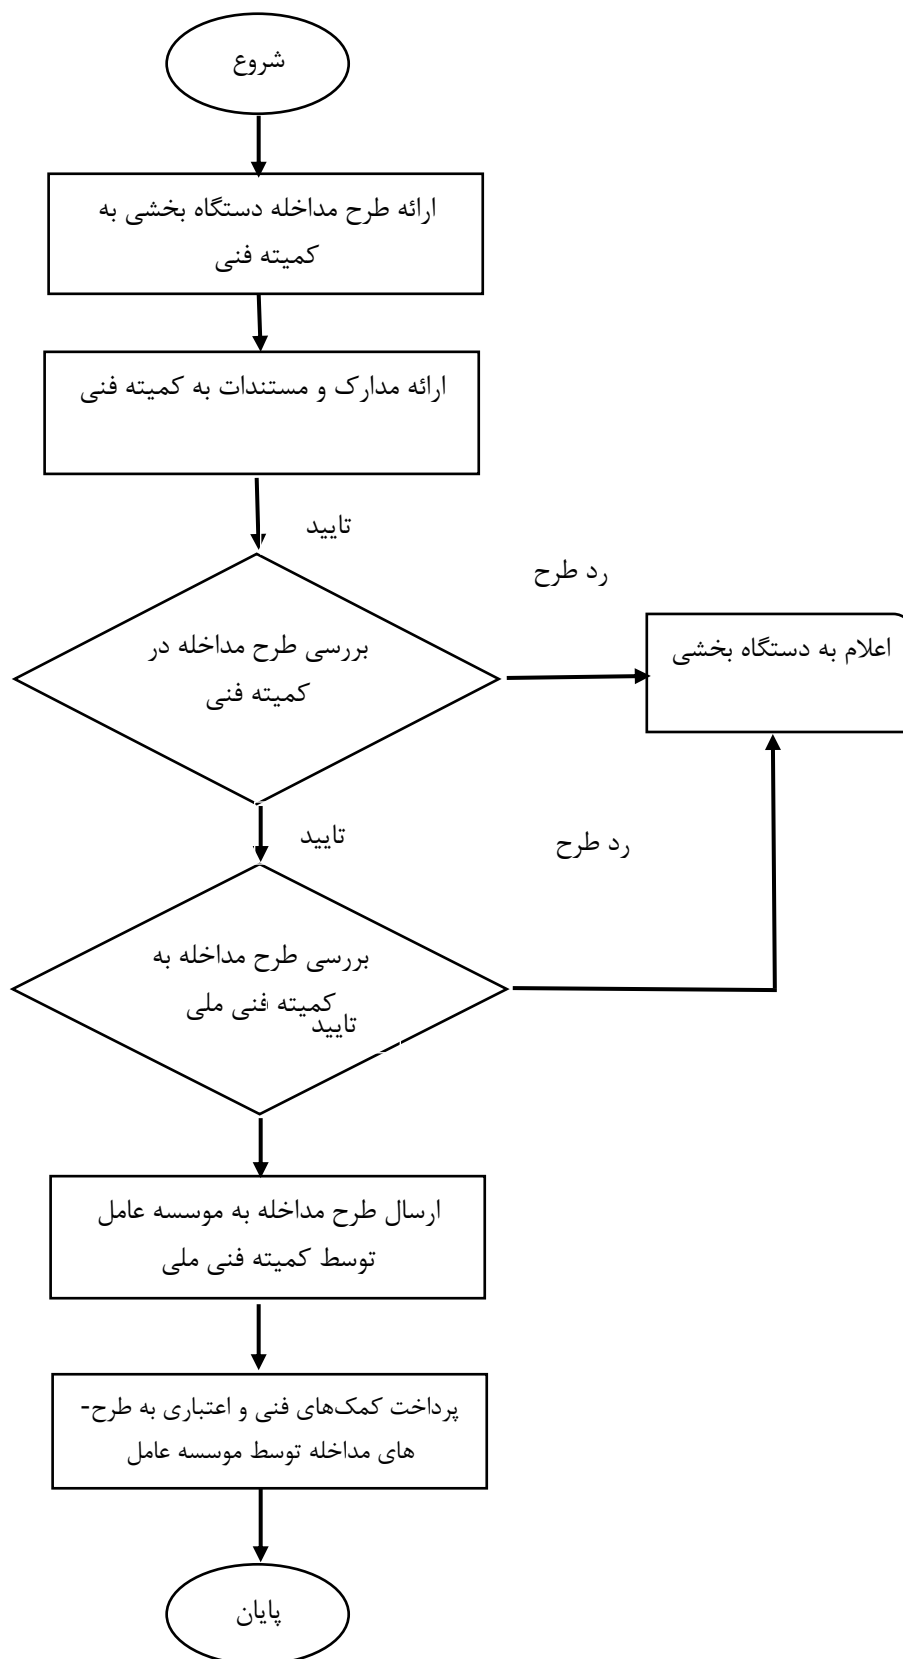 شروع
ارائه طرح مداخله دستگاه بخشی به
کمیته فنی
ارائه مدارک و مستندات به کمیته فنی
تایید
رد طرح
بررسی طرح مداخله در
کمیته فنی
اعلام به دستگاه بخشی
تایید
رد طرح
بررسی طرح مداخله به
کمیته فنی ملی
تایید
ارسال طرح مداخله به موسسه عامل
توسط کمیته فنی ملی
پرداخت کمک‌های فنی و اعتباری به طرح-
های مداخله توسط موسسه عامل
پایان